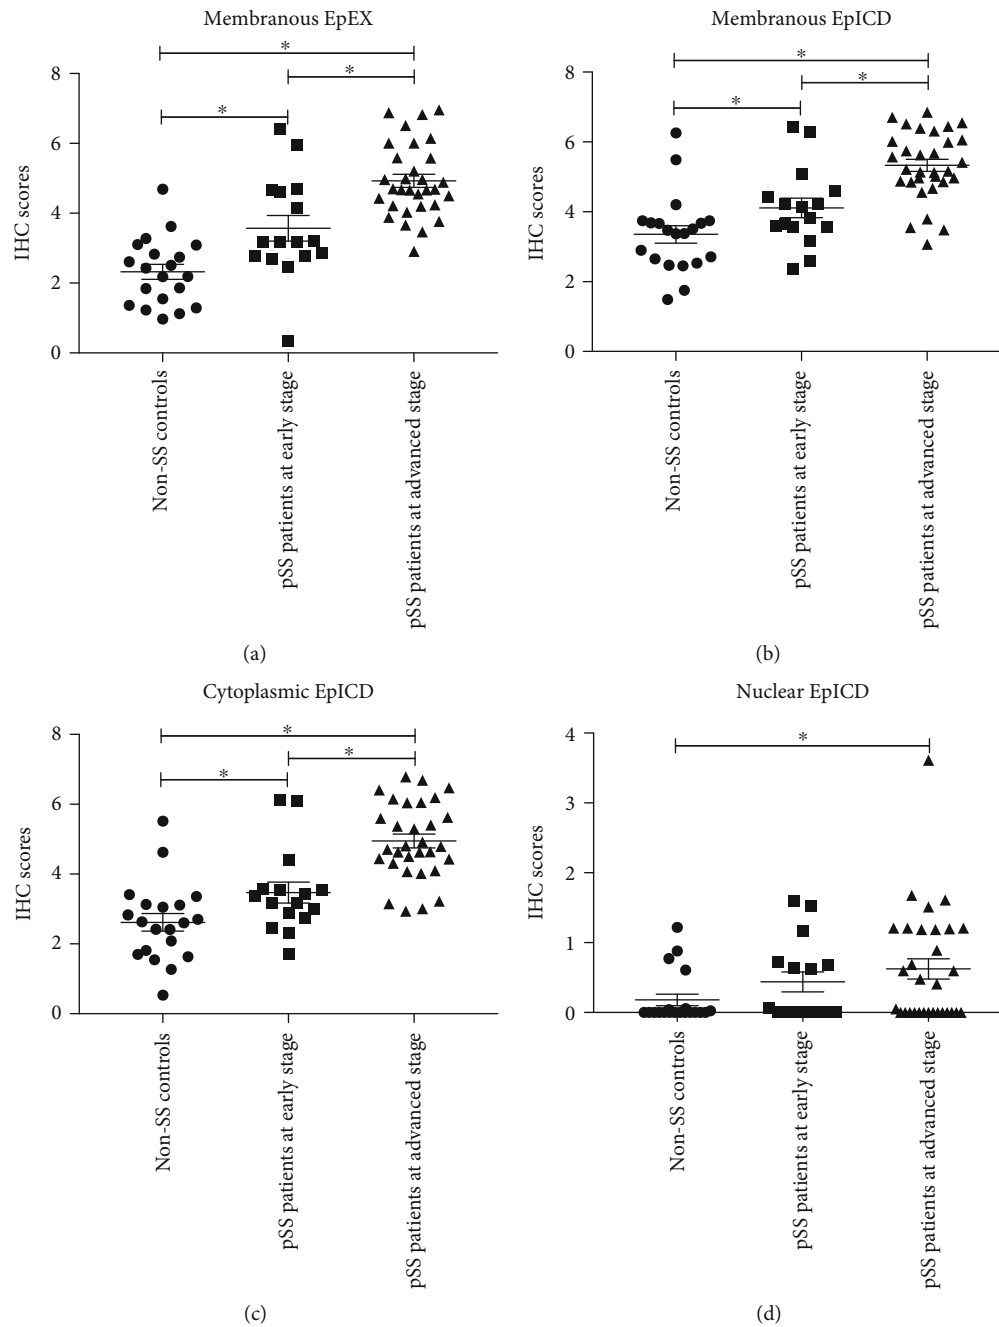 Membranous EpEX
*
*
*
8
6
4
2
0
IHC scores
Non-SS controls
pSS patients at early stage
pSS patients at advanced stage
(a)
Membranous EpICD
*
*
*
8
6
4
2
0
IHC scores
Non-SS controls
pSS patients at early stage
pSS patients at advanced stage
(b)
Cytoplasmic EpICD
*
*
*
8
6
4
2
0
IHC scores
Non-SS controls
pSS patients at early stage
pSS patients at advanced stage
(c)
Nuclear EpICD
*
4
3
2
1
0
IHC scores
Non-SS controls
pSS patients at early stage
pSS patients at advanced stage
(d)